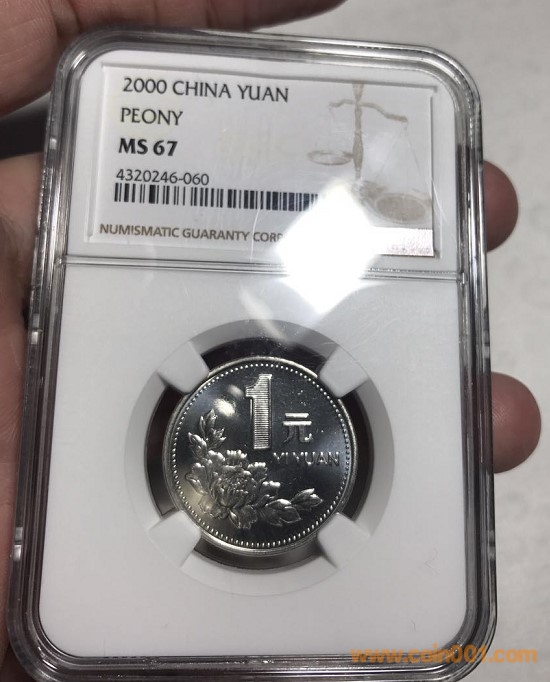 2000 CHINA YUAN
PEONY
MS 67
4320246-060
NUMISMATIC GUARANTY CORP
1 元
YI YUAN
www.coin001.com